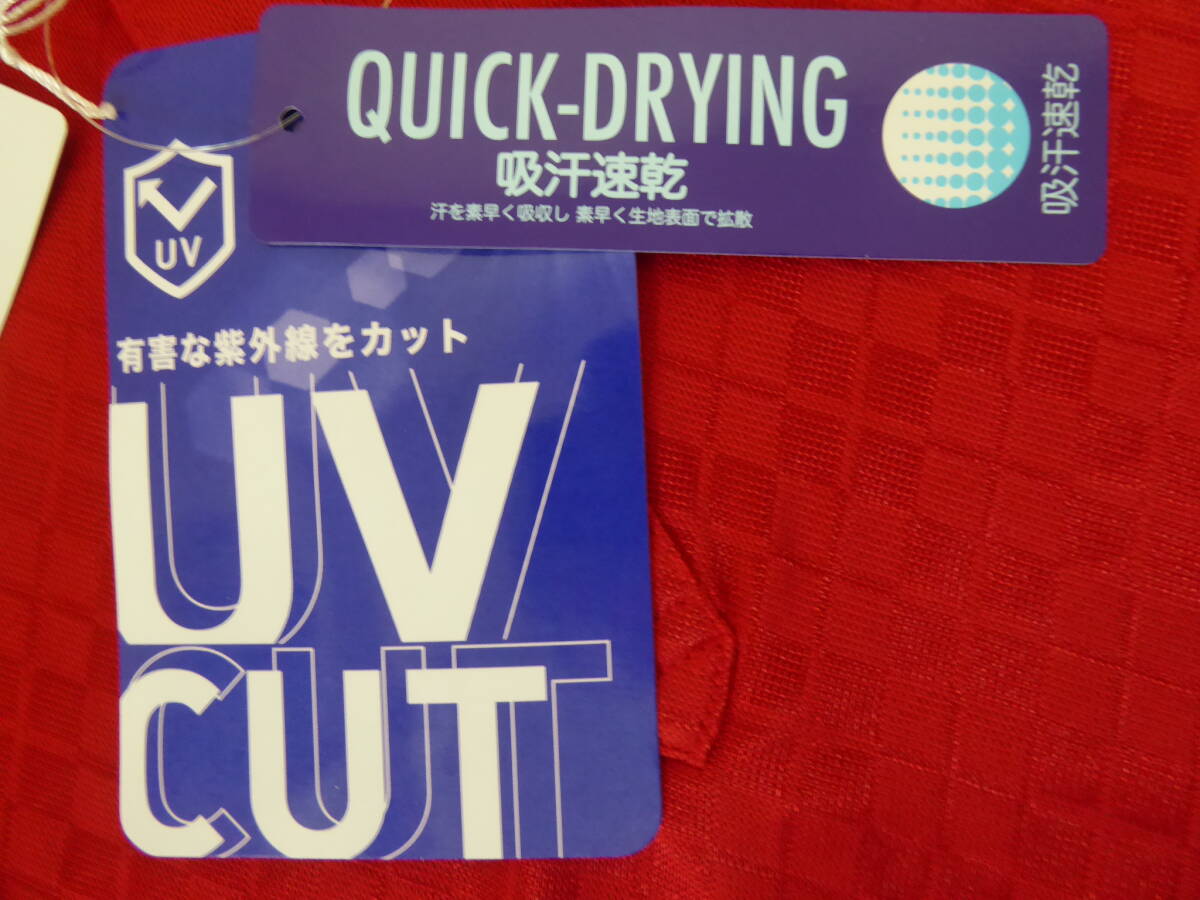 QUICK-DRYING
吸汗速乾
汗を素早く吸収し 素早く生地表面で拡散
吸汗速乾
UV
有害な紫外線をカット
UV
CUT